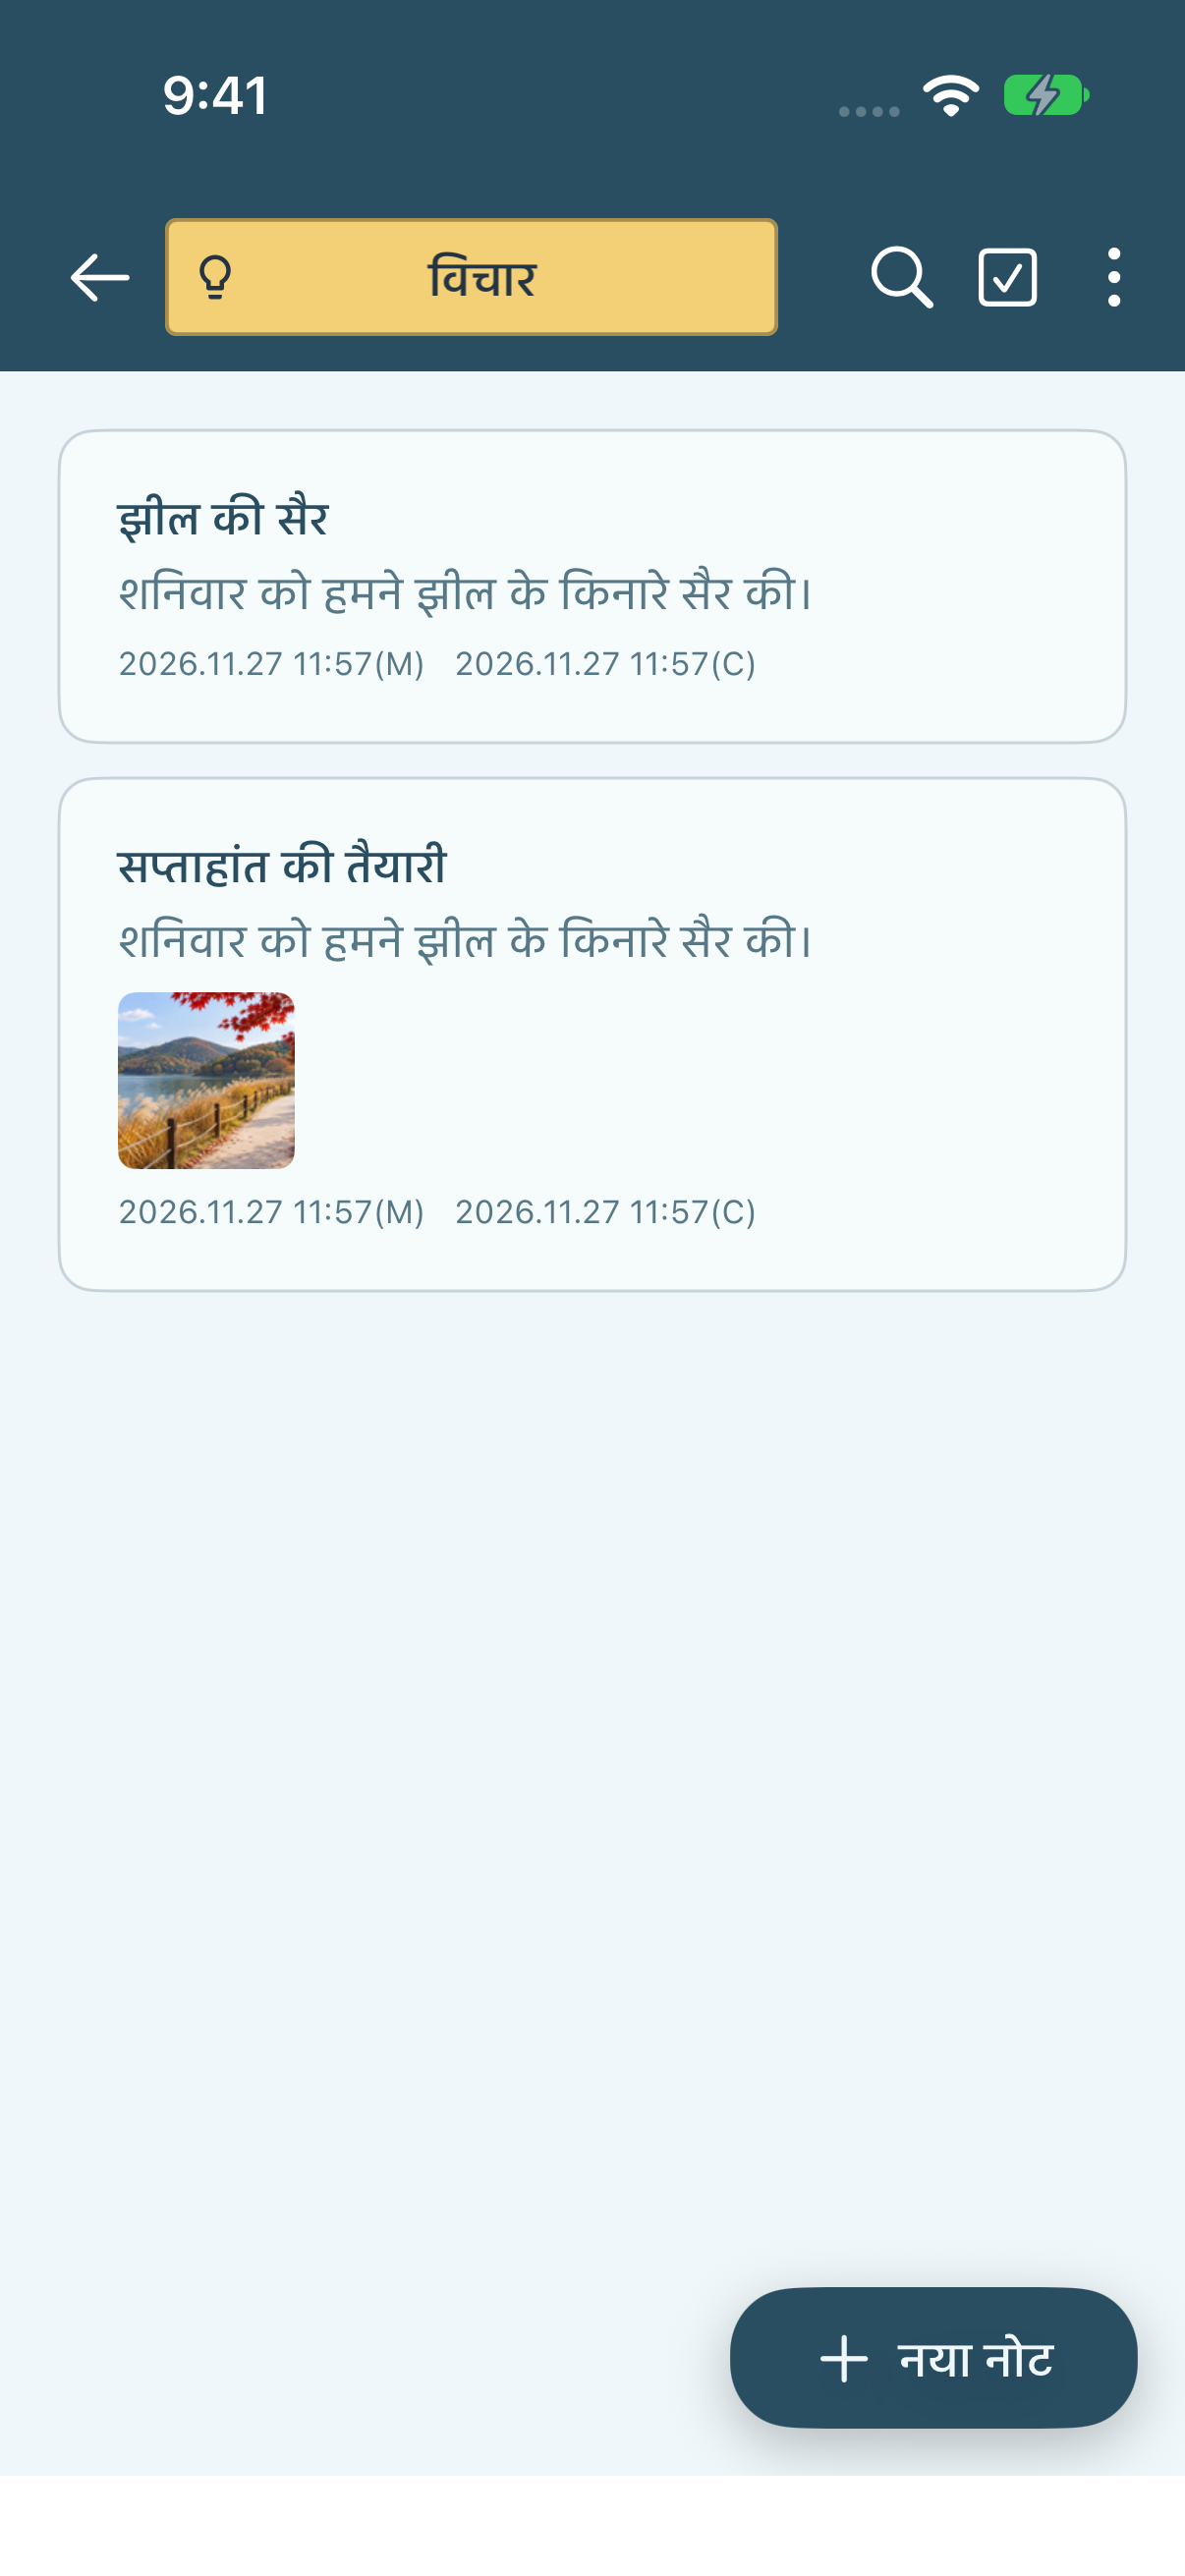 9:41
विचार
झील की सैर
शनिवार को हमने झील के किनारे सैर की।
2026.11.27 11:57(M) 2026.11.27 11:57(C)
सप्ताहांत की तैयारी
शनिवार को हमने झील के किनारे सैर की।
2026.11.27 11:57(M) 2026.11.27 11:57(C)
नया नोट